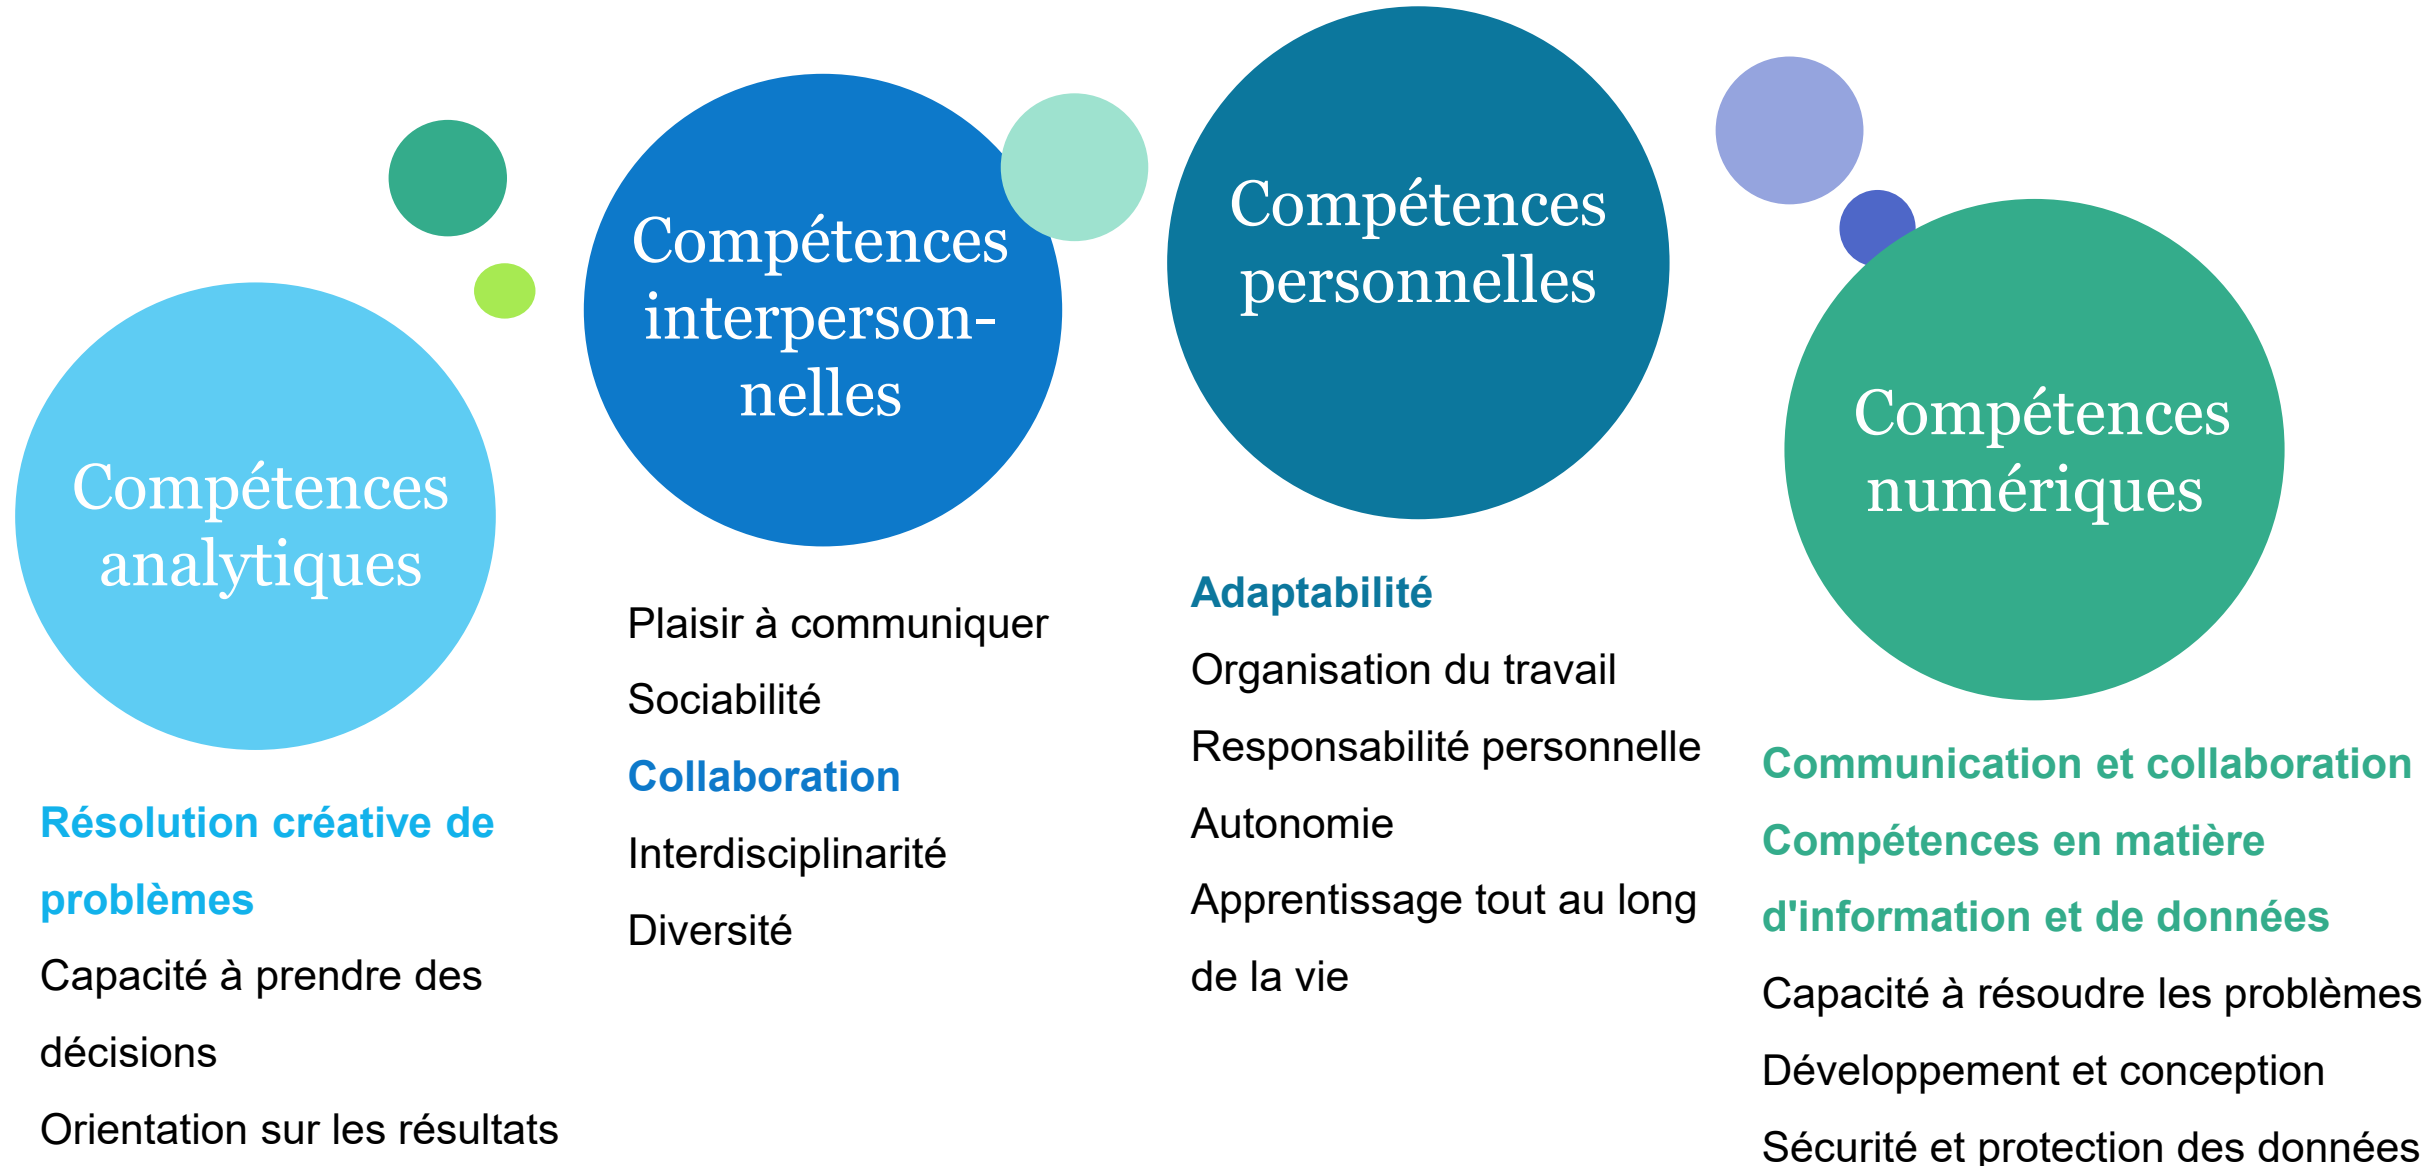 Compétences
analytiques
Résolution créative de
problèmes
Capacité à prendre des
décisions
Orientation sur les résultats
Compétences
interperson-
nelles
Plaisir à communiquer
Sociabilité
Collaboration
Interdisciplinarité
Diversité
Compétences
personnelles
Adaptabilité
Organisation du travail
Responsabilité personnelle
Autonomie
Apprentissage tout au long
de la vie
Compétences
numériques
Communication et collaboration
Compétences en matière
d'information et de données
Capacité à résoudre les problèmes
Développement et conception
Sécurité et protection des données